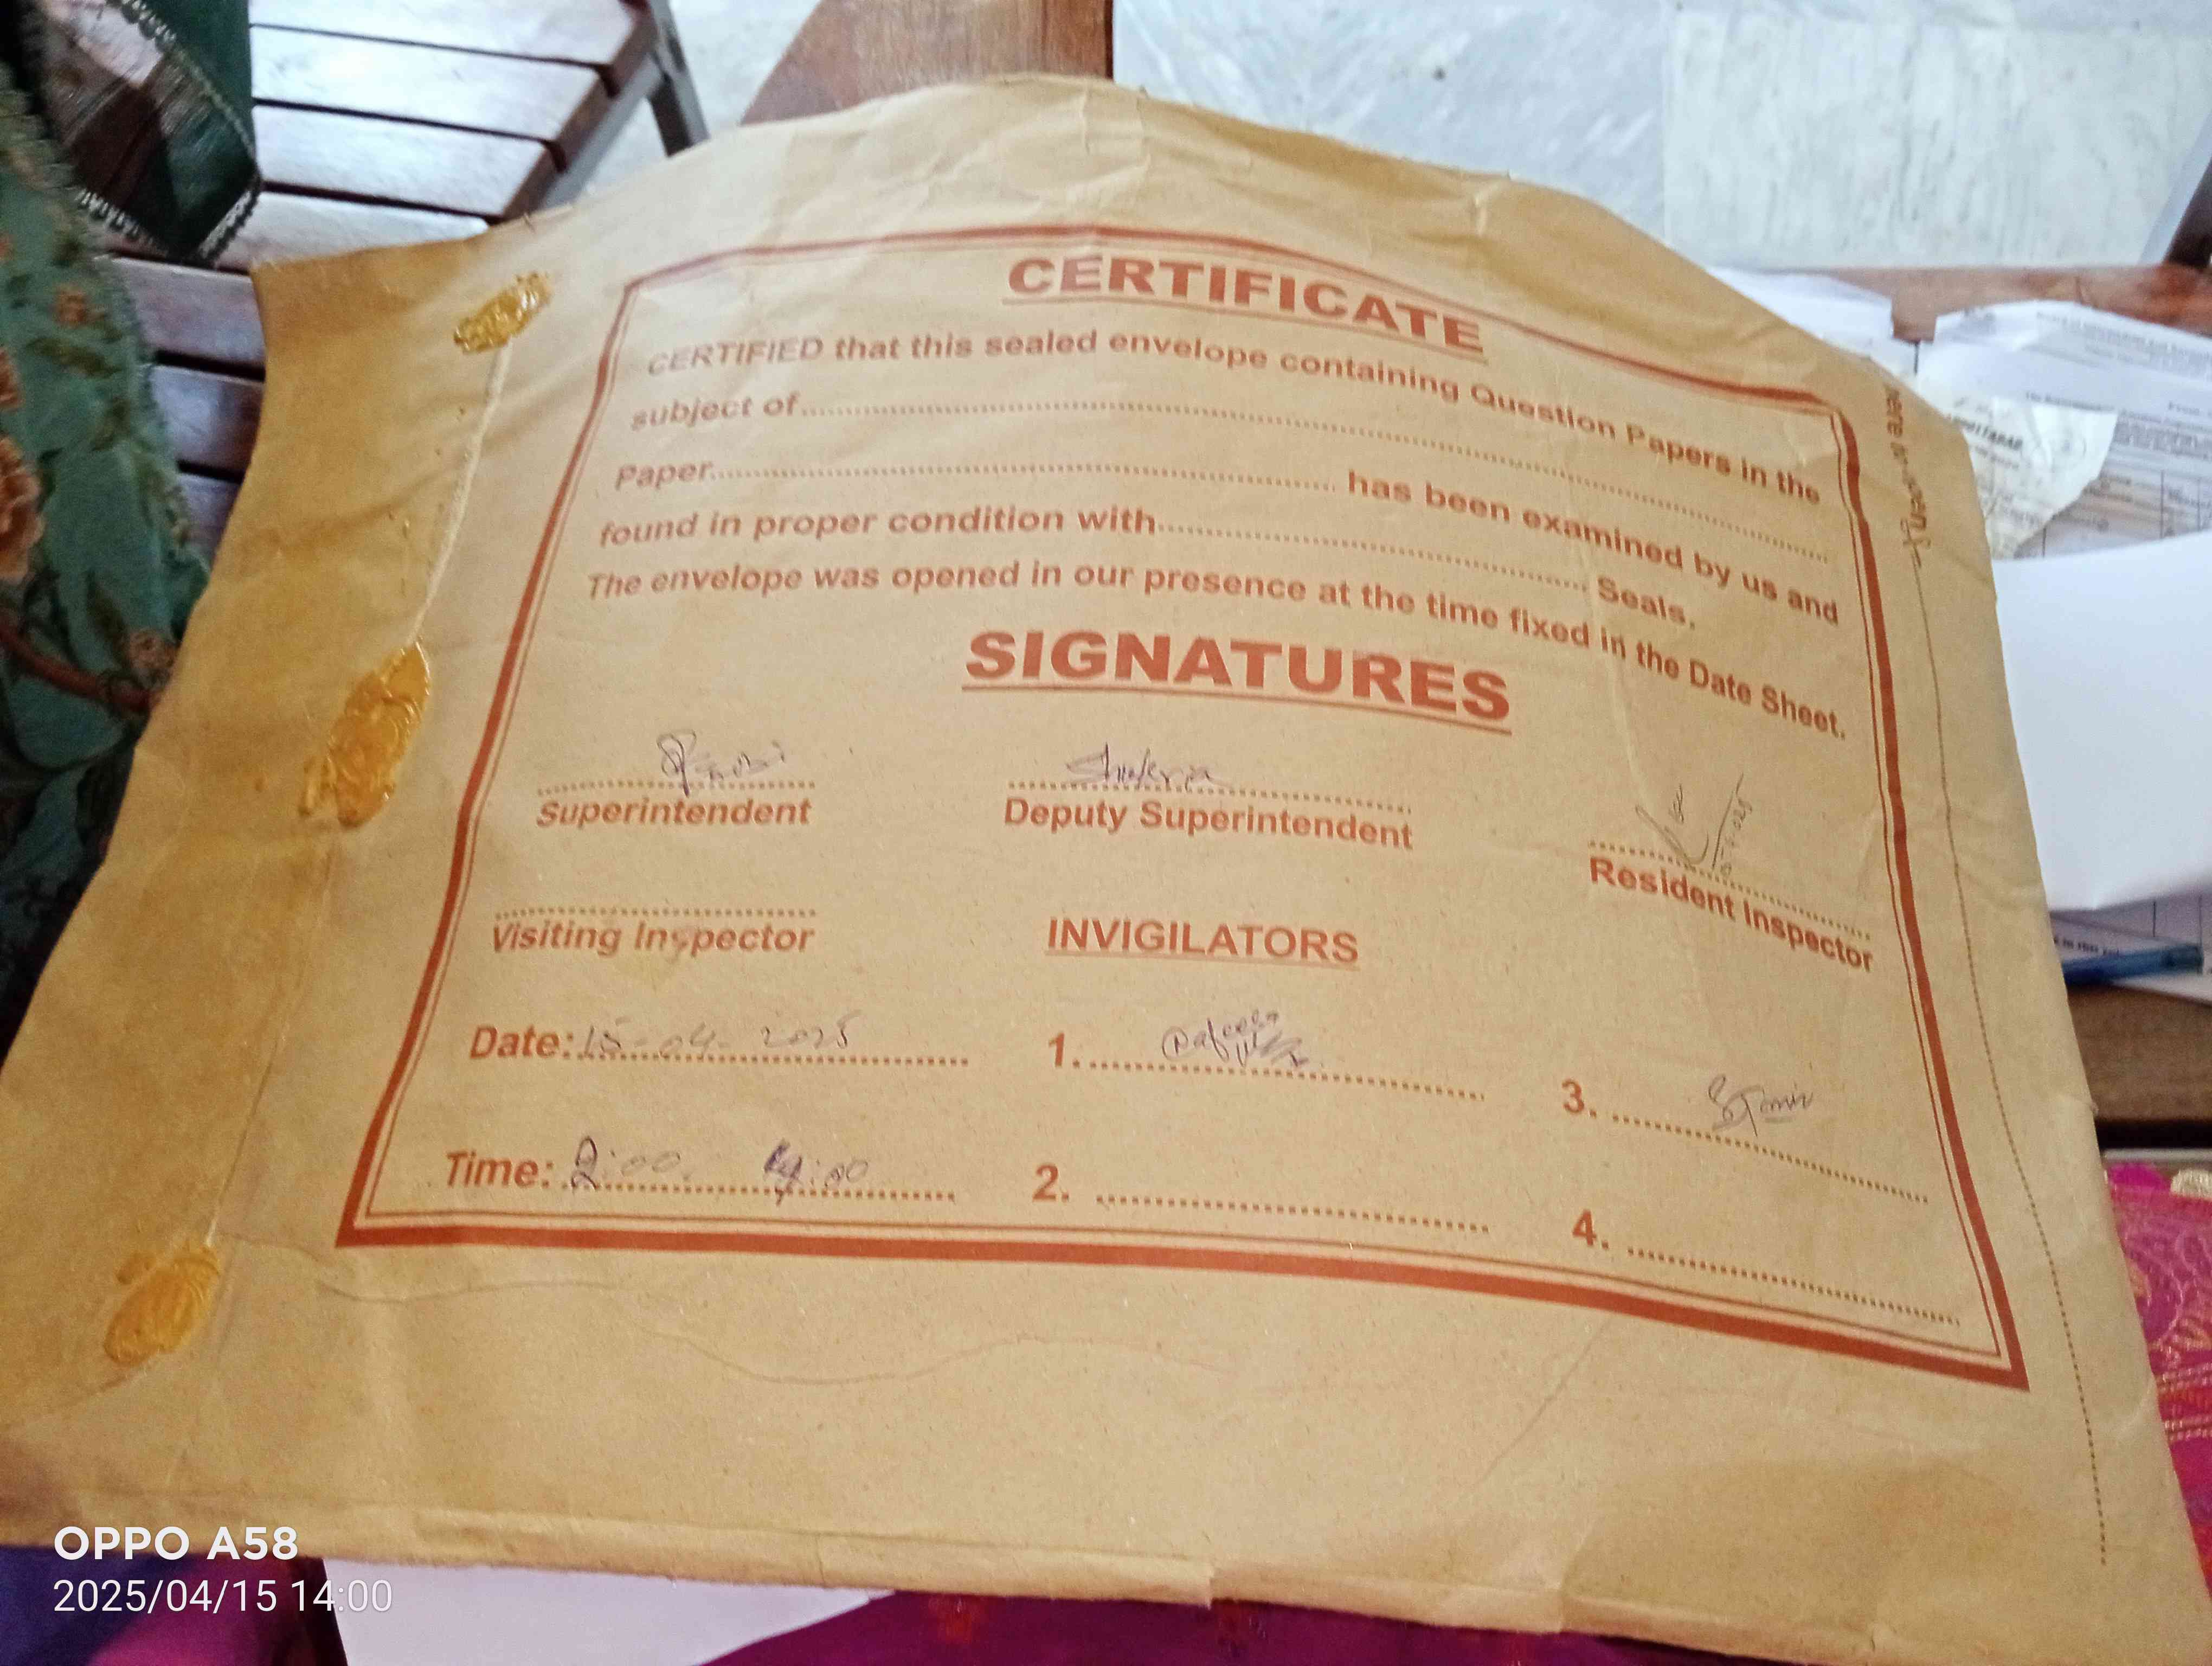 CERTIFICATE
CERTIFIED that this sealed envelope containing Question Papers in the
subject of........................
Paper........................ has been examined by us and
found in proper condition with........................ Seals.
The envelope was opened in our presence at the time fixed in the Date Sheet.
SIGNATURES
Superintendent
Deputy Superintendent
Resident Inspector
Visiting Inspector
INVIGILATORS
Date: 15-04-2025
1.
3.
Time: 2:00 4:00
2.
4.
OPPO A58
2025/04/15 14:00